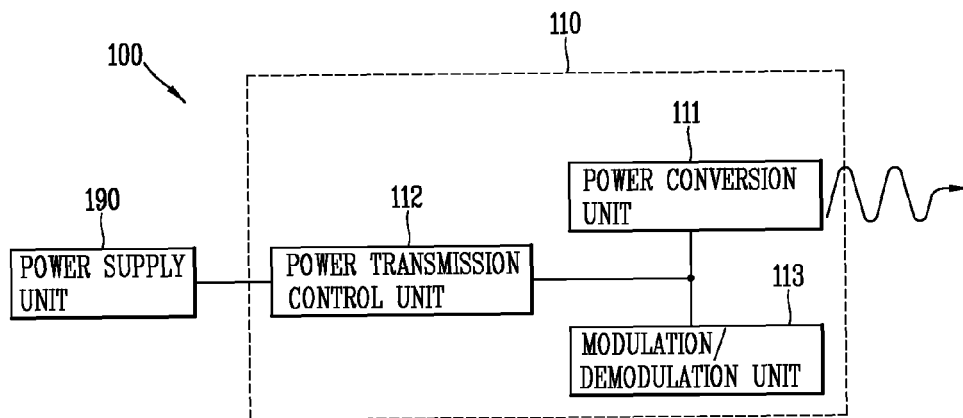 110
100
111
POWER CONVERSION
UNIT
190
112
POWER SUPPLY
UNIT
POWER TRANSMISSION
CONTROL UNIT
113
MODULATION/
DEMODULATION UNIT